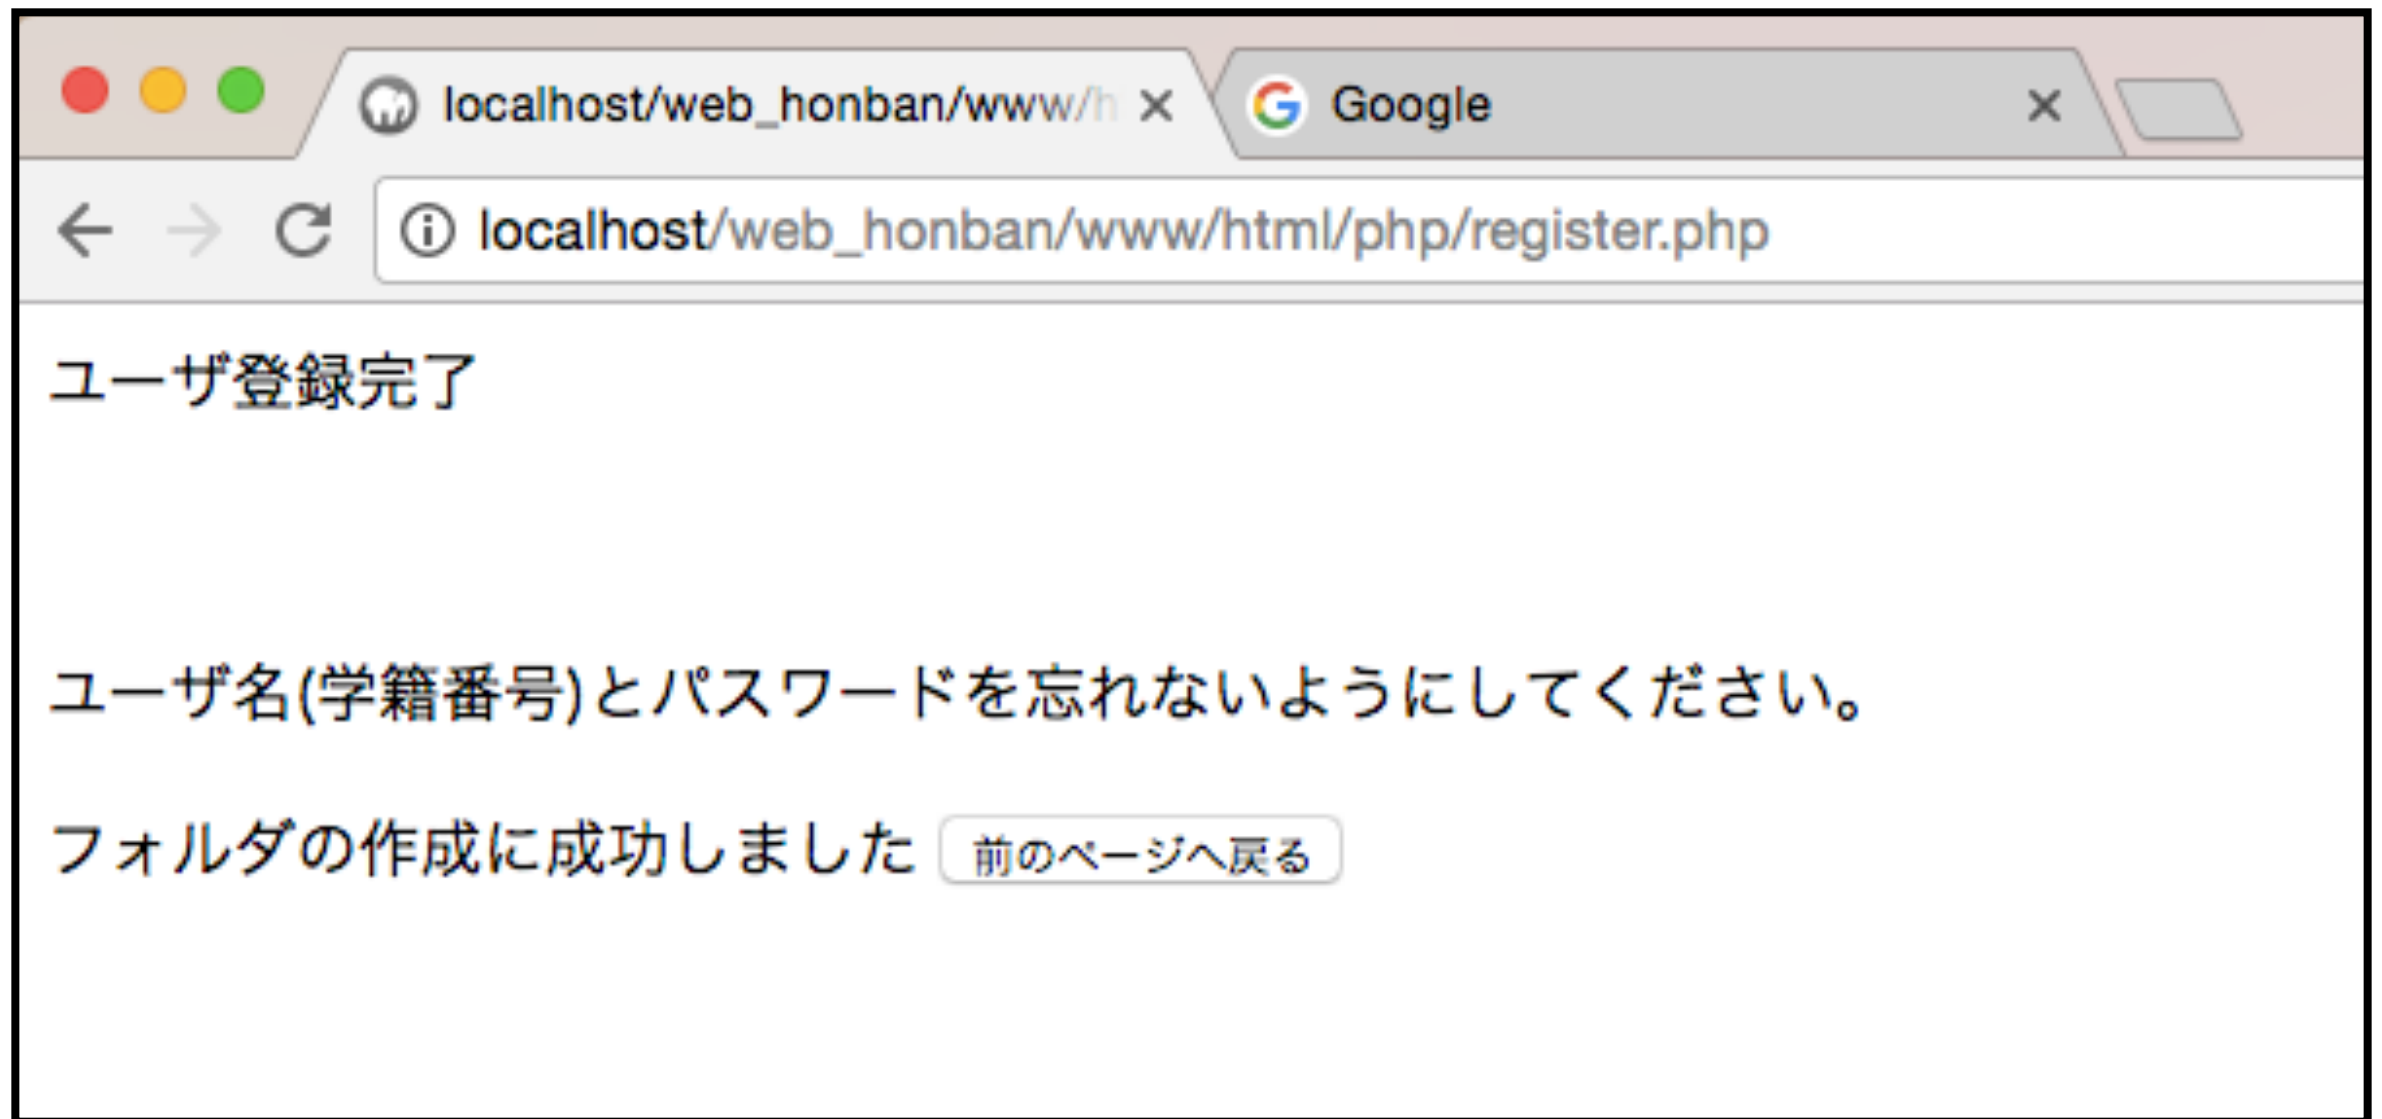 localhost/web_honban/www/h
Google
localhost/web_honban/www/html/php/register.php
ユーザ登録完了
ユーザ名(学籍番号)とパスワードを忘れないようにしてください。
フォルダの作成に成功しました 前のページへ戻る